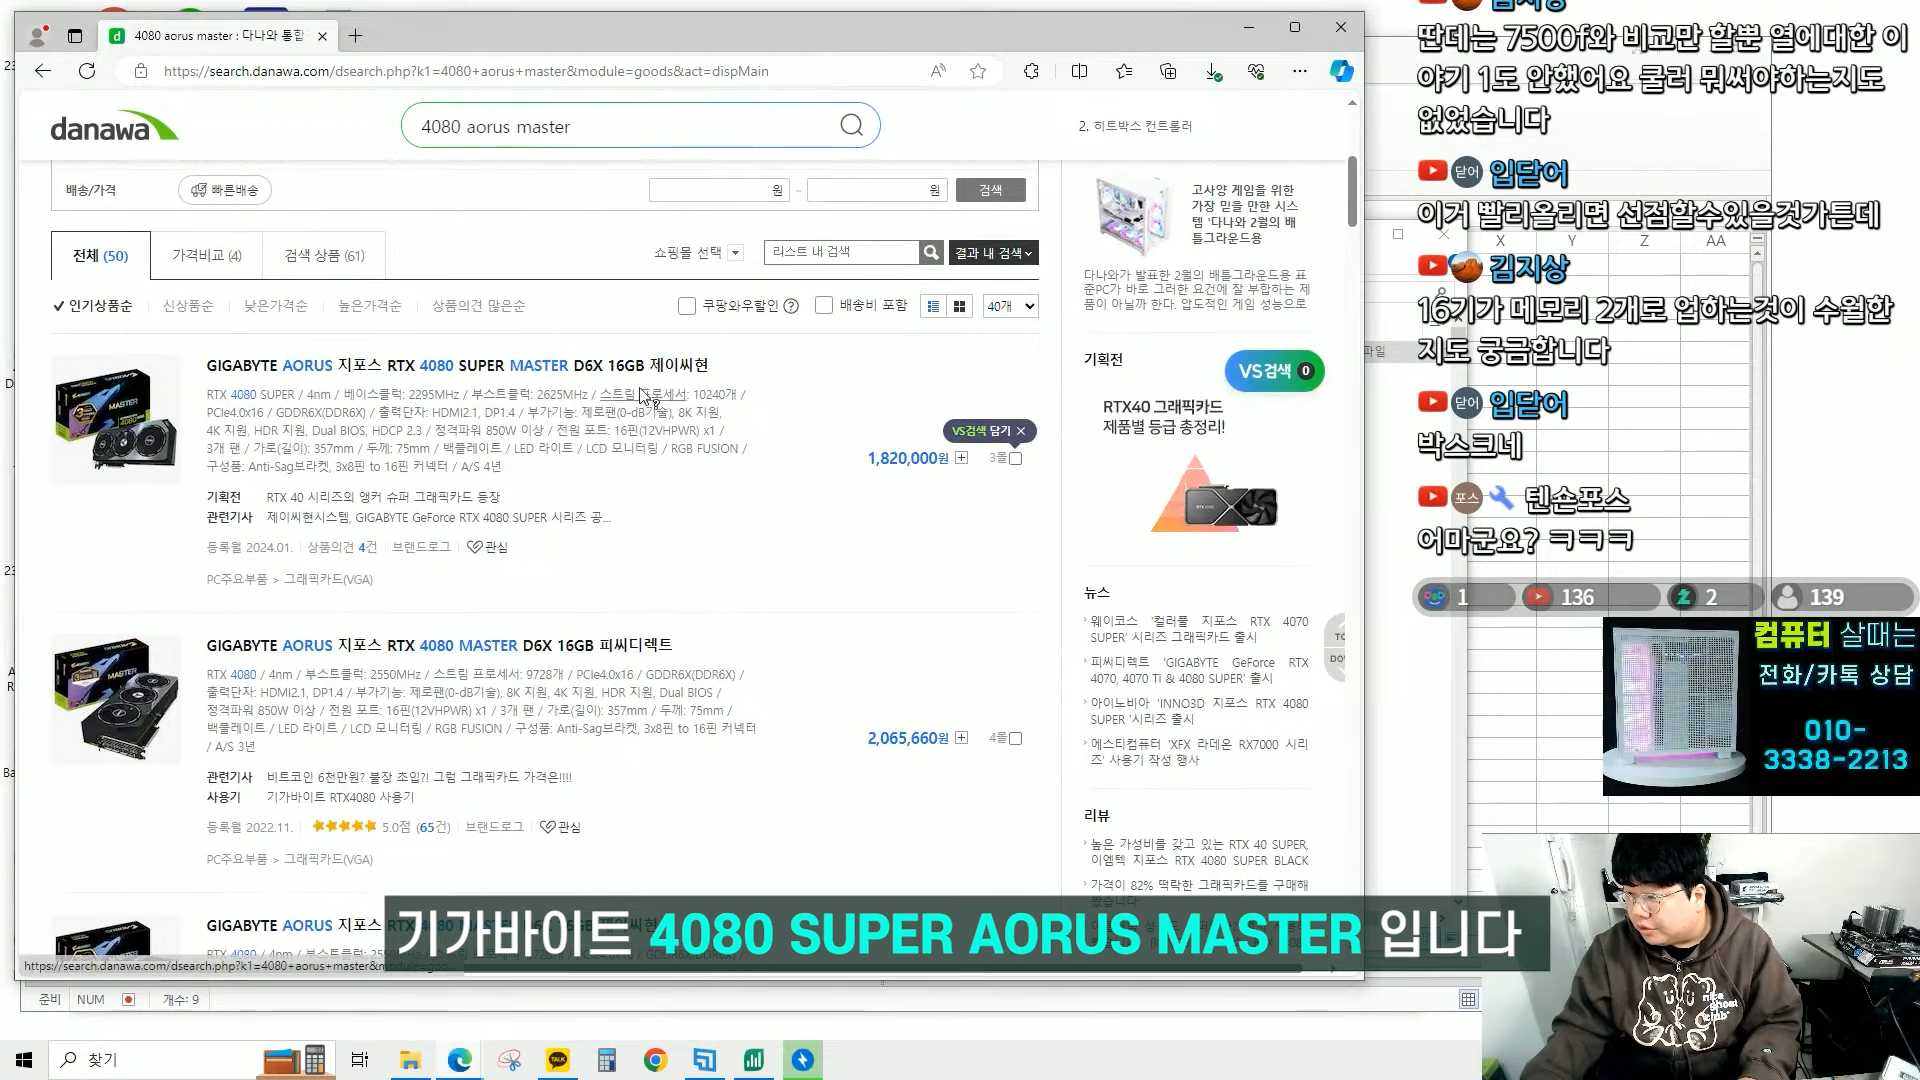 4080 aorus master : 다나와 통합
https://search.danawa.com/dsearch.php?k1=4080+aorus+master&module=goods&act=dispMain
danawa
4080 aorus master
2. 히트박스 컨트롤러
배송/가격
빠른배송
원 ~ 원
검색
전체 (50)
가격비교 (4)
검색 상품 (61)
쇼핑몰 선택
리스트 내 검색
결과 내 검색
인기상품순
신상품순
낮은가격순
높은가격순
상품의견 많은순
쿠팡와우할인
배송비 포함
40개
GIGABYTE AORUS 지포스 RTX 4080 SUPER MASTER D6X 16GB 제이씨현
RTX 4080 SUPER / 4nm / 베이스클럭: 2295MHz / 부스트클럭: 2625MHz / 스트림 프로세서: 10240개 /
PCIe4.0x16 / GDDR6X(DDR6X) / 출력단자: HDMI2.1, DP1.4 / 부가기능: 제로팬(0-dB기술), 8K 지원,
4K 지원, HDR 지원, Dual BIOS, HDCP 2.3 / 정격파워 850W 이상 / 전원 포트: 16핀(12VHPWR) x1 /
3개 팬 / 가로(길이): 357mm / 두께: 75mm / 백플레이트 / LED 라이트 / LCD 모니터링 / RGB FUSION /
구성품: Anti-Sag브라켓, 3x8핀 to 16핀 커넥터 / A/S 4년
VS검색 담기
1,820,000원
3몰
기획전 RTX 40 시리즈의 앵커 슈퍼 그래픽카드 등장
관련기사 제이씨현시스템, GIGABYTE GeForce RTX 4080 SUPER 시리즈 공...
등록월 2024.01. 상품의견 4건 브랜드로그 관심
PC주요부품 > 그래픽카드(VGA)
GIGABYTE AORUS 지포스 RTX 4080 MASTER D6X 16GB 피씨디렉트
RTX 4080 / 4nm / 부스트클럭: 2550MHz / 스트림 프로세서: 9728개 / PCIe4.0x16 / GDDR6X(DDR6X) /
출력단자: HDMI2.1, DP1.4 / 부가기능: 제로팬(0-dB기술), 8K 지원, 4K 지원, HDR 지원, Dual BIOS /
정격파워 850W 이상 / 전원 포트: 16핀(12VHPWR) x1 / 3개 팬 / 가로(길이): 357mm / 두께: 75mm /
백플레이트 / LED 라이트 / LCD 모니터링 / RGB FUSION / 구성품: Anti-Sag브라켓, 3x8핀 to 16핀 커넥터
/ A/S 3년
2,065,660원
4몰
관련기사 비트코인 6천만원? 불장 초입?! 그럼 그래픽카드 가격은!!!!
사용기 기가바이트 RTX4080 사용기
등록월 2022.11. 5.0점 (65건) 브랜드로그 관심
PC주요부품 > 그래픽카드(VGA)
GIGABYTE AORUS 지포스
RTX 4080 / 4nm
https://search.danawa.com/dsearch.php?k1=4080+aorus+master&module=goo...
고사양 게임을 위한
가장 믿을 만한 시스
템 '다나와 2월의 배
틀그라운드용
다나와가 발표한 2월의 배틀그라운드용 표
준PC가 바로 그러한 요건에 잘 부합하는 제
품이 아닐까 한다. 압도적인 게임 성능으로
기획전
VS검색 0
RTX40 그래픽카드
제품별 등급 총정리!
뉴스
웨이코스 '컬러풀 지포스 RTX 4070
SUPER' 시리즈 그래픽카드 출시
피씨디렉트 'GIGABYTE GeForce RTX
4070, 4070 Ti & 4080 SUPER' 출시
아이노비아 'INNO3D 지포스 RTX 4080
SUPER '시리즈 출시
에스티컴퓨터 'XFX 라데온 RX7000 시리
즈' 사용기 작성 행사
리뷰
높은 가성비를 갖고 있는 RTX 40 SUPER,
이엠텍 지포스 RTX 4080 SUPER BLACK
가격이 82% 떡락한 그래픽카드를 구매해
기가바이트 4080 SUPER AORUS MASTER 입니다
준비 NUM 개수: 9
찾기
TALK
X Y Z AA
파일
김지상
딴데는 7500f와 비교만 할뿐 열에대한 이
야기 1도 안했어요 쿨러 뭐써야하는지도
없었습니다
닫어 입닫어
이거 빨리올리면 선점할수있을것가튼데
김지상
16기가 메모리 2개로 업하는것이 수월한
지도 궁금합니다
닫어 입닫어
박스크네
포스 텐숀포스
어마군요? ㅋㅋㅋ
1 136 2 139
컴퓨터 살때는
전화/카톡 상담
010-
3338-2213
nice
ghost
club